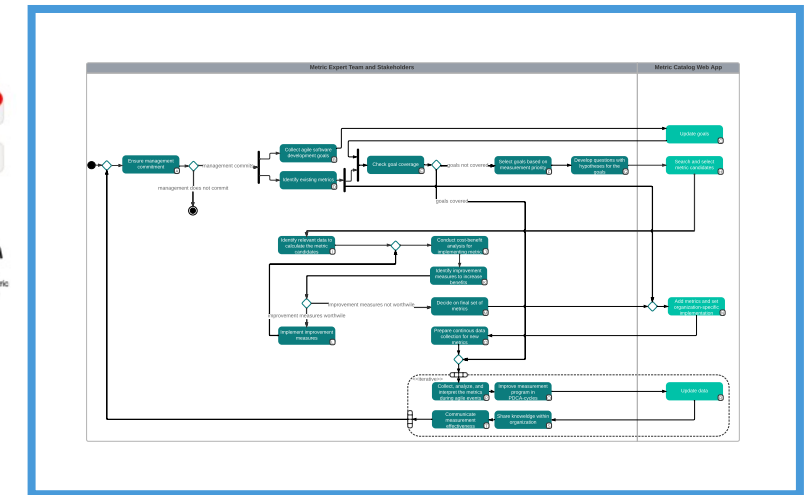 Metric Expert Team and Stakeholders
Metric Catalog Web App
Update goals
Ensure management
commitment
management commits
management does not commit
Collect agile software
development goals
Identify existing metrics
Check goal coverage
goals not covered
goals covered
Select goals based on
measurement priority
Develop questions with
hypotheses for the
goals
Search and select
metric candidates
Identify relevant data to
calculate the metric
candidates
Conduct cost-benefit
analysis for
implementing metric
Identify improvement
measures to increase
benefits
improvement measures not worthwile
improvement measures worthwile
Implement improvement
measures
Decide on final set of
metrics
Add metrics and set
organization-specific
implementation
Prepare continous data
collection for new
metrics
<<iterative>>
Collect, analyze, and
interpret the metrics
during agile events
Improve measurement
program in
PDCA-cycles
Update data
Communicate
measurement
effectiveness
Share knowledge within
organization
ric